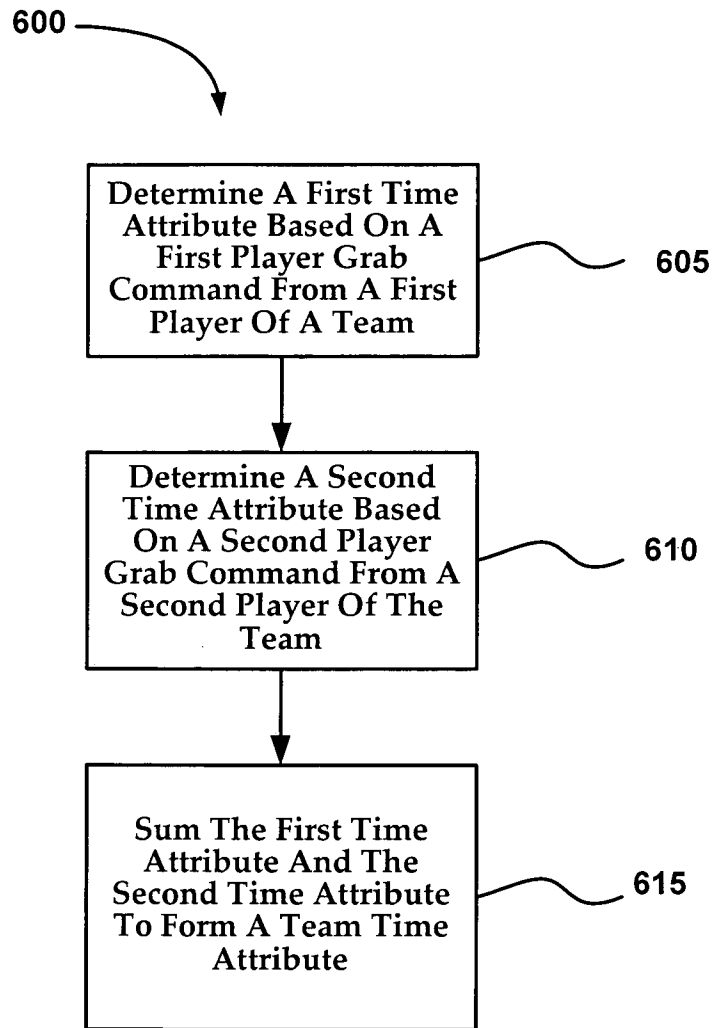 600
Determine A First Time
Attribute Based On A
First Player Grab
Command From A First
Player Of A Team
605
Determine A Second
Time Attribute Based
On A Second Player
Grab Command From A
Second Player Of The
Team
610
Sum The First Time
Attribute And The
Second Time Attribute
To Form A Team Time
Attribute
615